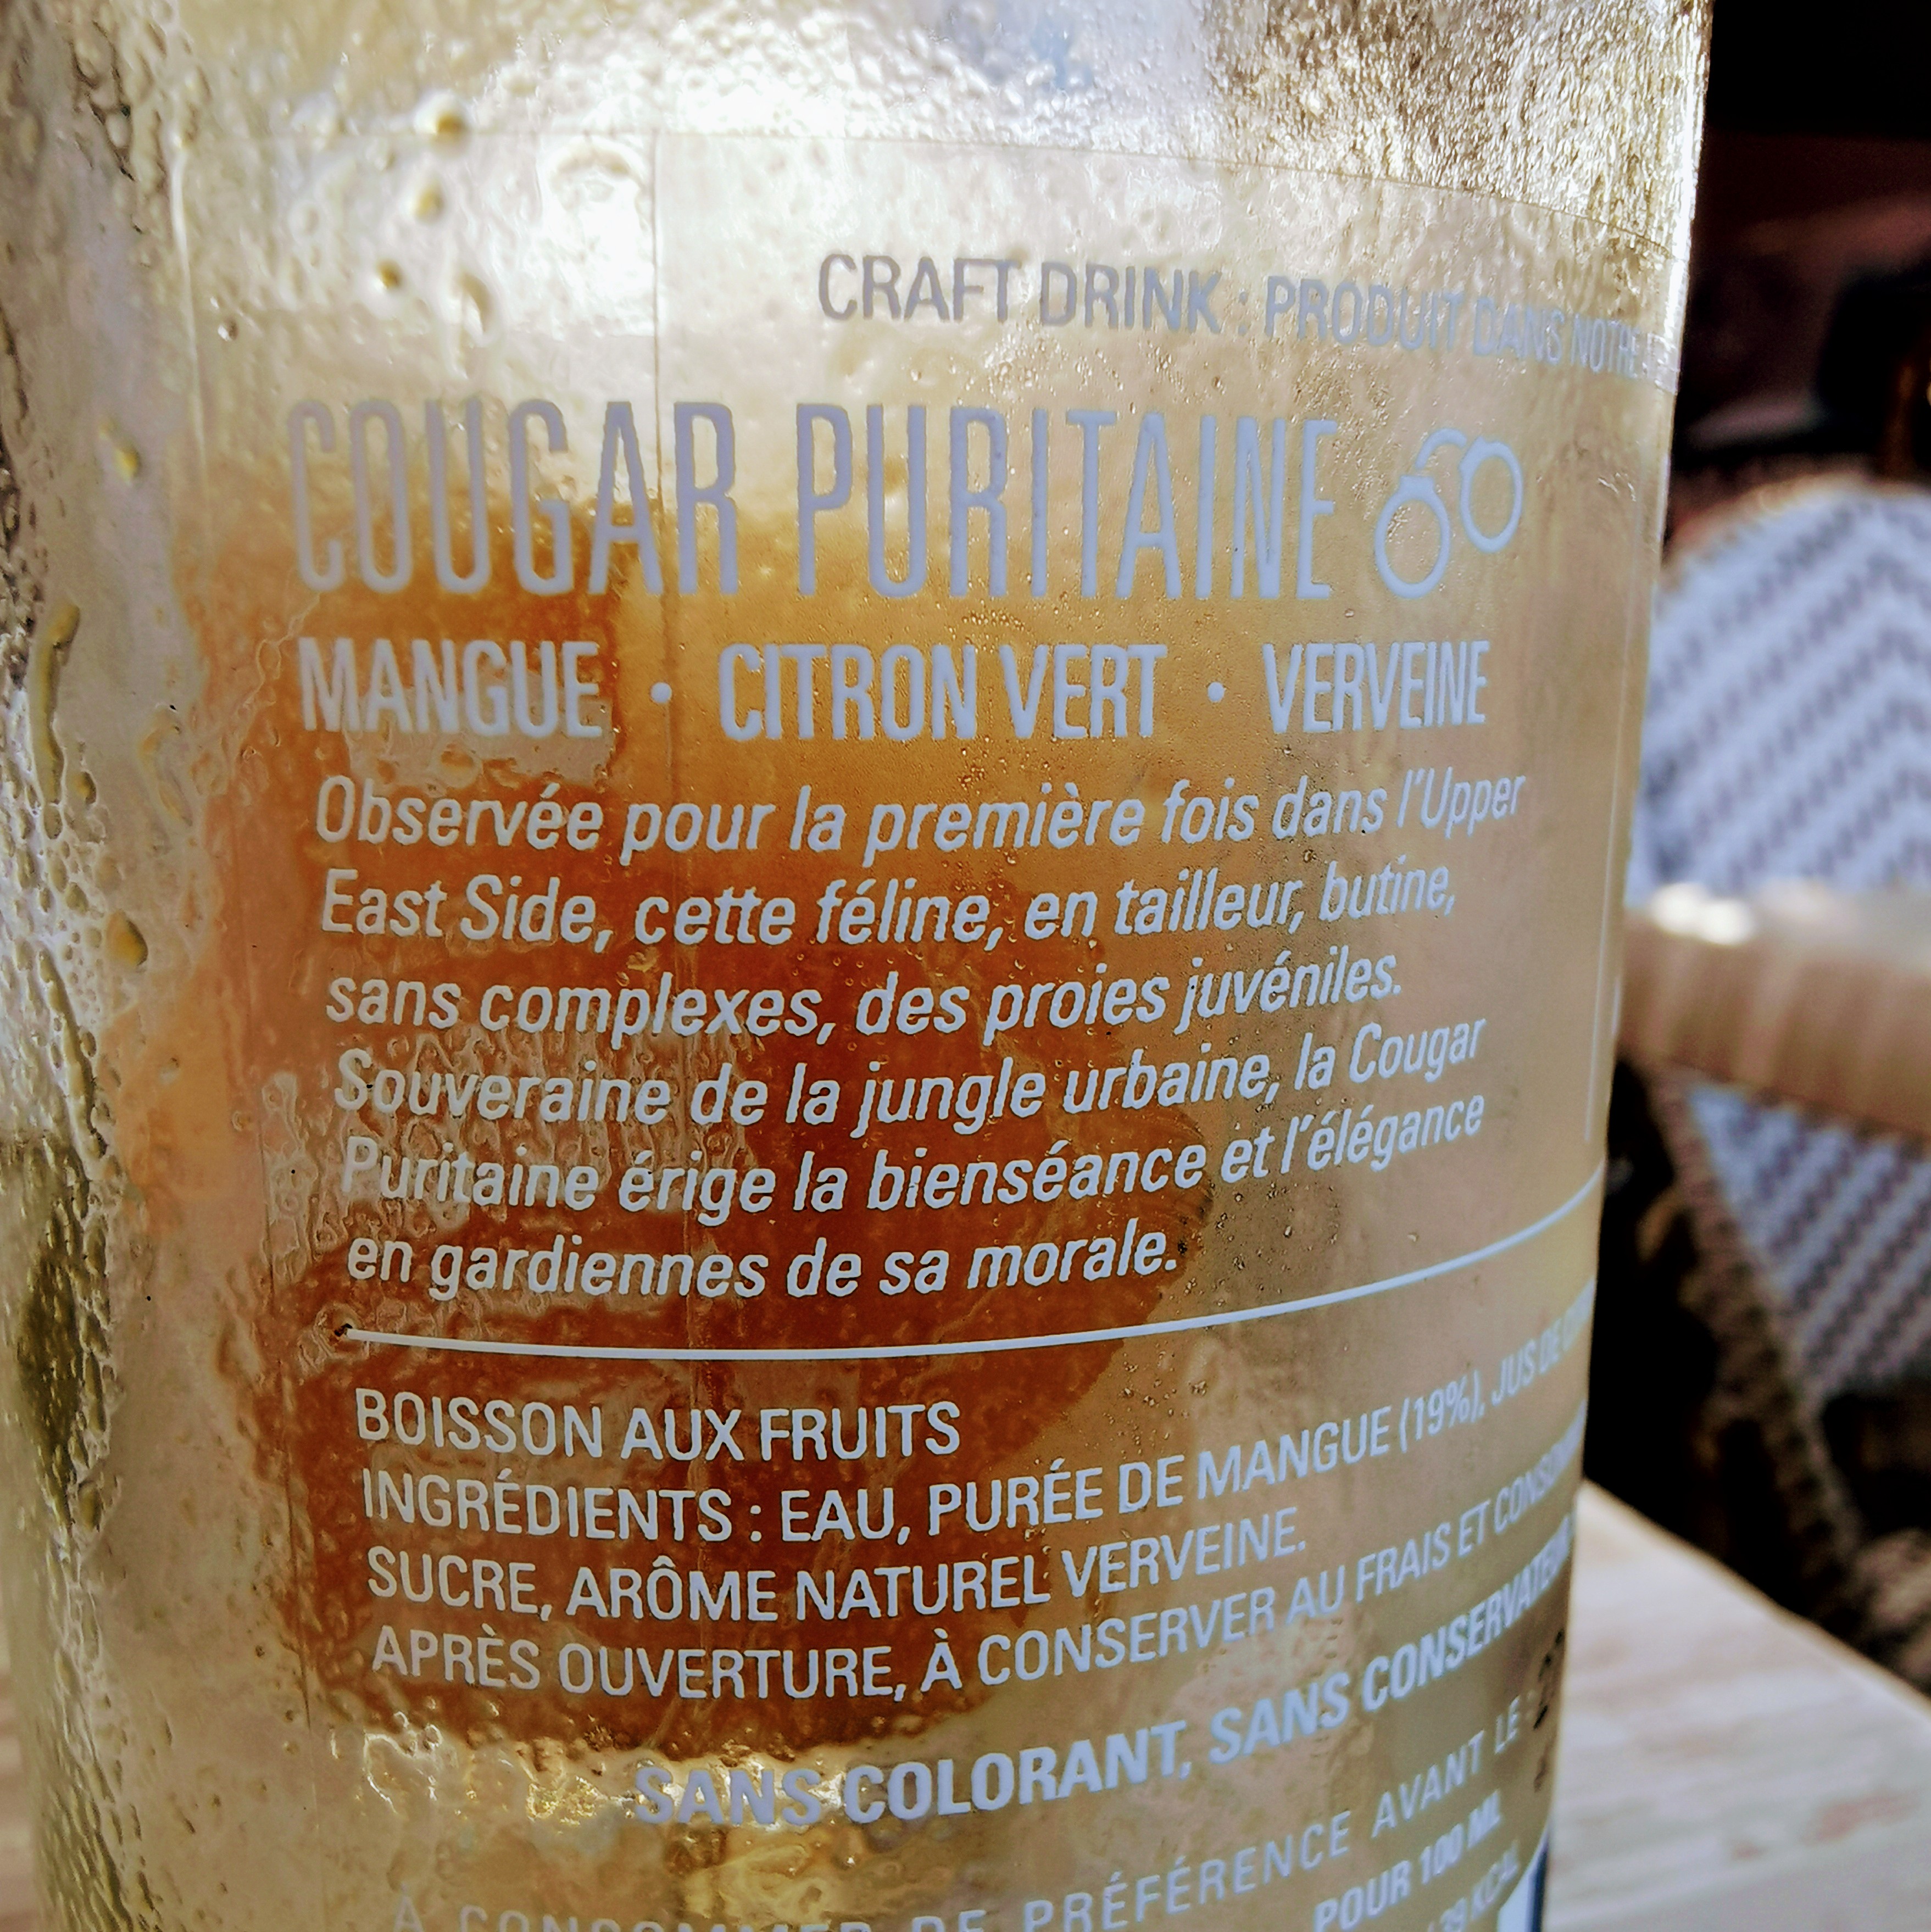 CRAFT DRINK : PRODUIT DANS NOTRE
COUGAR PURITAINE
MANGUE • CITRON VERT • VERVEINE
Observée pour la première fois dans l'Upper
East Side, cette féline, en tailleur, butine,
sans complexes, des proies juvéniles.
Souveraine de la jungle urbaine, la Cougar
Puritaine érige la bienséance et l'élégance
en gardiennes de sa morale.
BOISSON AUX FRUITS
INGRÉDIENTS : EAU, PURÉE DE MANGUE (19%), JUS DE
SUCRE, ARÔME NATUREL VERVEINE.
APRÈS OUVERTURE, À CONSERVER AU FRAIS ET
SANS COLORANT, SANS CONSERVATEUR
À CONSOMMER DE PRÉFÉRENCE AVANT LE :
POUR 100 ML
KCAL